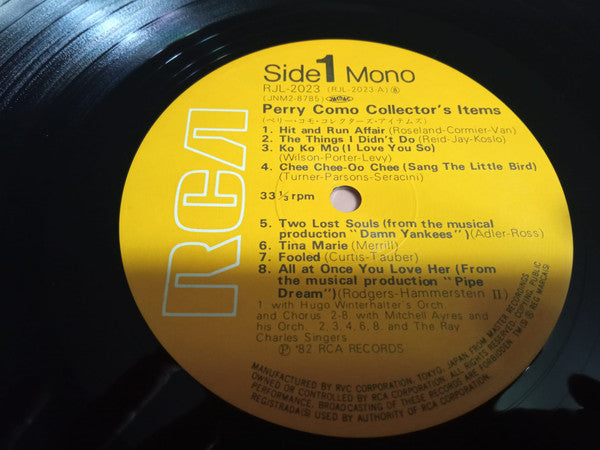 RCA
Side 1 Mono
RJL-2023 (RJL-2023-A) Ⓡ
(JNM2-8785)
Perry Como Collector's Items
(ペリー・コモ・コレクターズ・アイテムズ)
1. Hit and Run Affair (Roseland-Cormier-Van)
2. The Things I Didn't Do (Reid-Jay-Koslo)
3. Ko Ko Mo (I Love You So)
(Wilson-Porter-Levy)
4. Chee Chee-Oo Chee (Sang The Little Bird)
(Turner-Parsons-Seracini)
33 1/3 rpm
5. Two Lost Souls (from the musical
production "Damn Yankees") (Adler-Ross)
6. Tina Marie (Merrill)
7. Fooled (Curtis-Tauber)
8. All at Once You Love Her (From
the musical production "Pipe
Dream") (Rodgers-Hammerstein II)
1 with Hugo Winterhalter's Orch.
and Chorus 2-8 with Mitchell Ayres and
his Orch. 2, 3, 4, 6, 8, and The Ray
Charles Singers.
Ⓟ '82 RCA RECORDS
MANUFACTURED BY RVC CORPORATION, TOKYO, JAPAN FROM MASTER RECORDINGS
OWNED OR CONTROLLED BY RCA CORPORATION ALL RIGHTS RESERVED, COPYING, PUBLIC
PERFORMANCE, BROADCASTING OF THESE RECORDS ARE FORBIDDEN TM(S) ® REG MARCA(S)
REGISTRADA(S) USED BY AUTHORITY OF RCA CORPORATION.